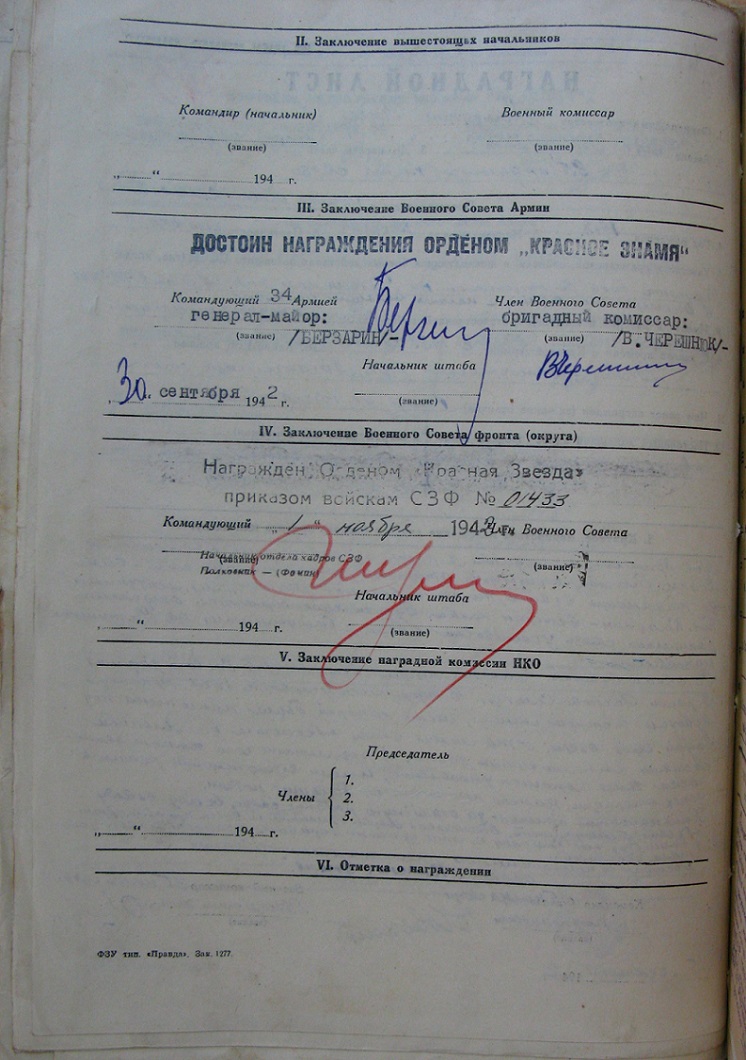 II. Заключение вышестоящих начальников
Командир (начальник) Военный комиссар
(звание) (звание)
„ “ 194 г.
III. Заключение Военного Совета Армии
ДОСТОИН НАГРАЖДЕНИЯ ОРДЕНОМ „КРАСНОЕ ЗНАМЯ“
Командующий 34 Армией Член Военного Совета
генерал-майор: бригадный комиссар:
(звание) /БЕРЗАРИН/- (звание) /В.ЧЕРЕШНЮК/-
Начальник штаба
„30“ сентября 1942 г. (звание)
IV. Заключение Военного Совета фронта (округа)
Награжден Орденом «Красная Звезда»
приказом войскам СЗФ № 01433
Командующий „1“ ноября 1942 г. Член Военного Совета
Начальник отдела кадров СЗФ
(звание) (звание)
Полковник — (Фомин)
Начальник штаба
„ “ 194 г. (звание)
V. Заключение наградной комиссии НКО
Председатель
Члены
1.
2.
3.
„ “ 194 г.
VI. Отметка о награждении
ФЗУ тип. «Правда». Зак. 1277.